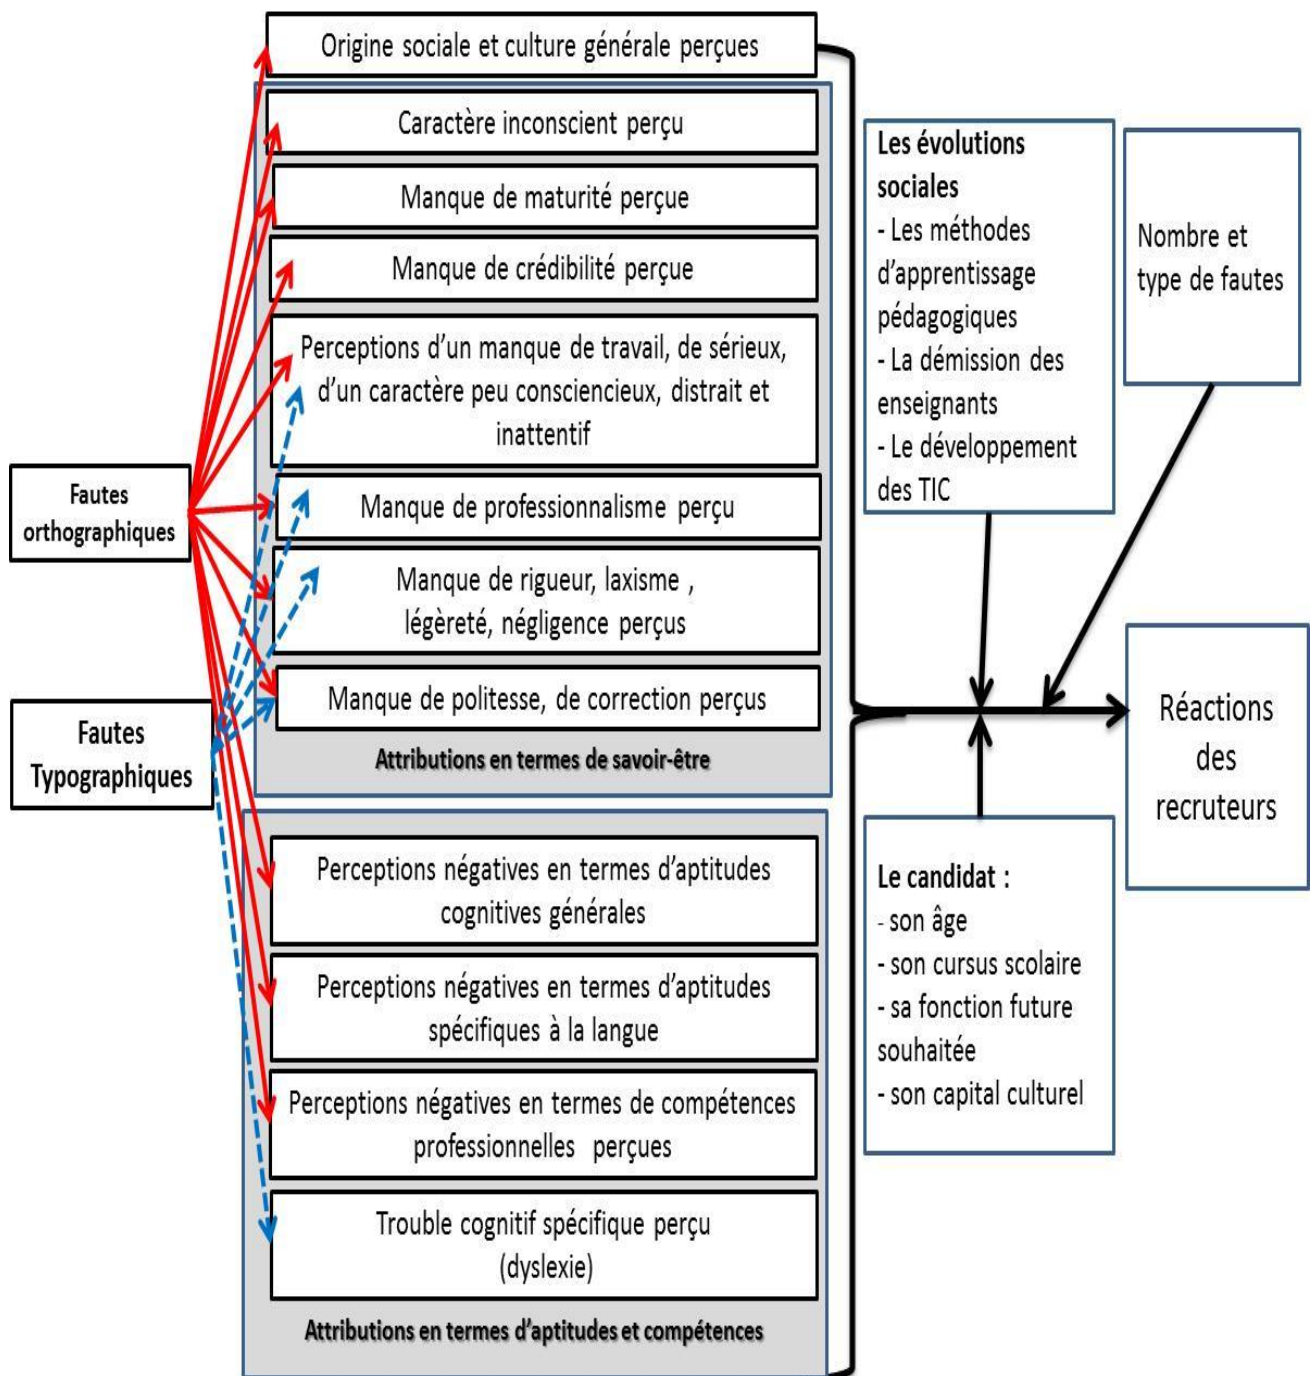 Origine sociale et culture générale perçues
Caractère inconscient perçu
Manque de maturité perçue
Manque de crédibilité perçue
Perceptions d'un manque de travail, de sérieux,
d'un caractère peu consciencieux, distrait et
inattentif
Manque de professionnalisme perçu
Manque de rigueur, laxisme ,
légèreté, négligence perçus
Manque de politesse, de correction perçus
Attributions en termes de savoir-être
Fautes
orthographiques
Fautes
Typographiques
Perceptions négatives en termes d'aptitudes
cognitives générales
Perceptions négatives en termes d'aptitudes
spécifiques à la langue
Perceptions négatives en termes de compétences
professionnelles perçues
Trouble cognitif spécifique perçu
(dyslexie)
Attributions en termes d'aptitudes et compétences
Les évolutions
sociales
- Les méthodes
d'apprentissage
pédagogiques
- La démission des
enseignants
- Le développement
des TIC
Nombre et
type de fautes
Le candidat :
- son âge
- son cursus scolaire
- sa fonction future
souhaitée
- son capital culturel
Réactions
des
recruteurs